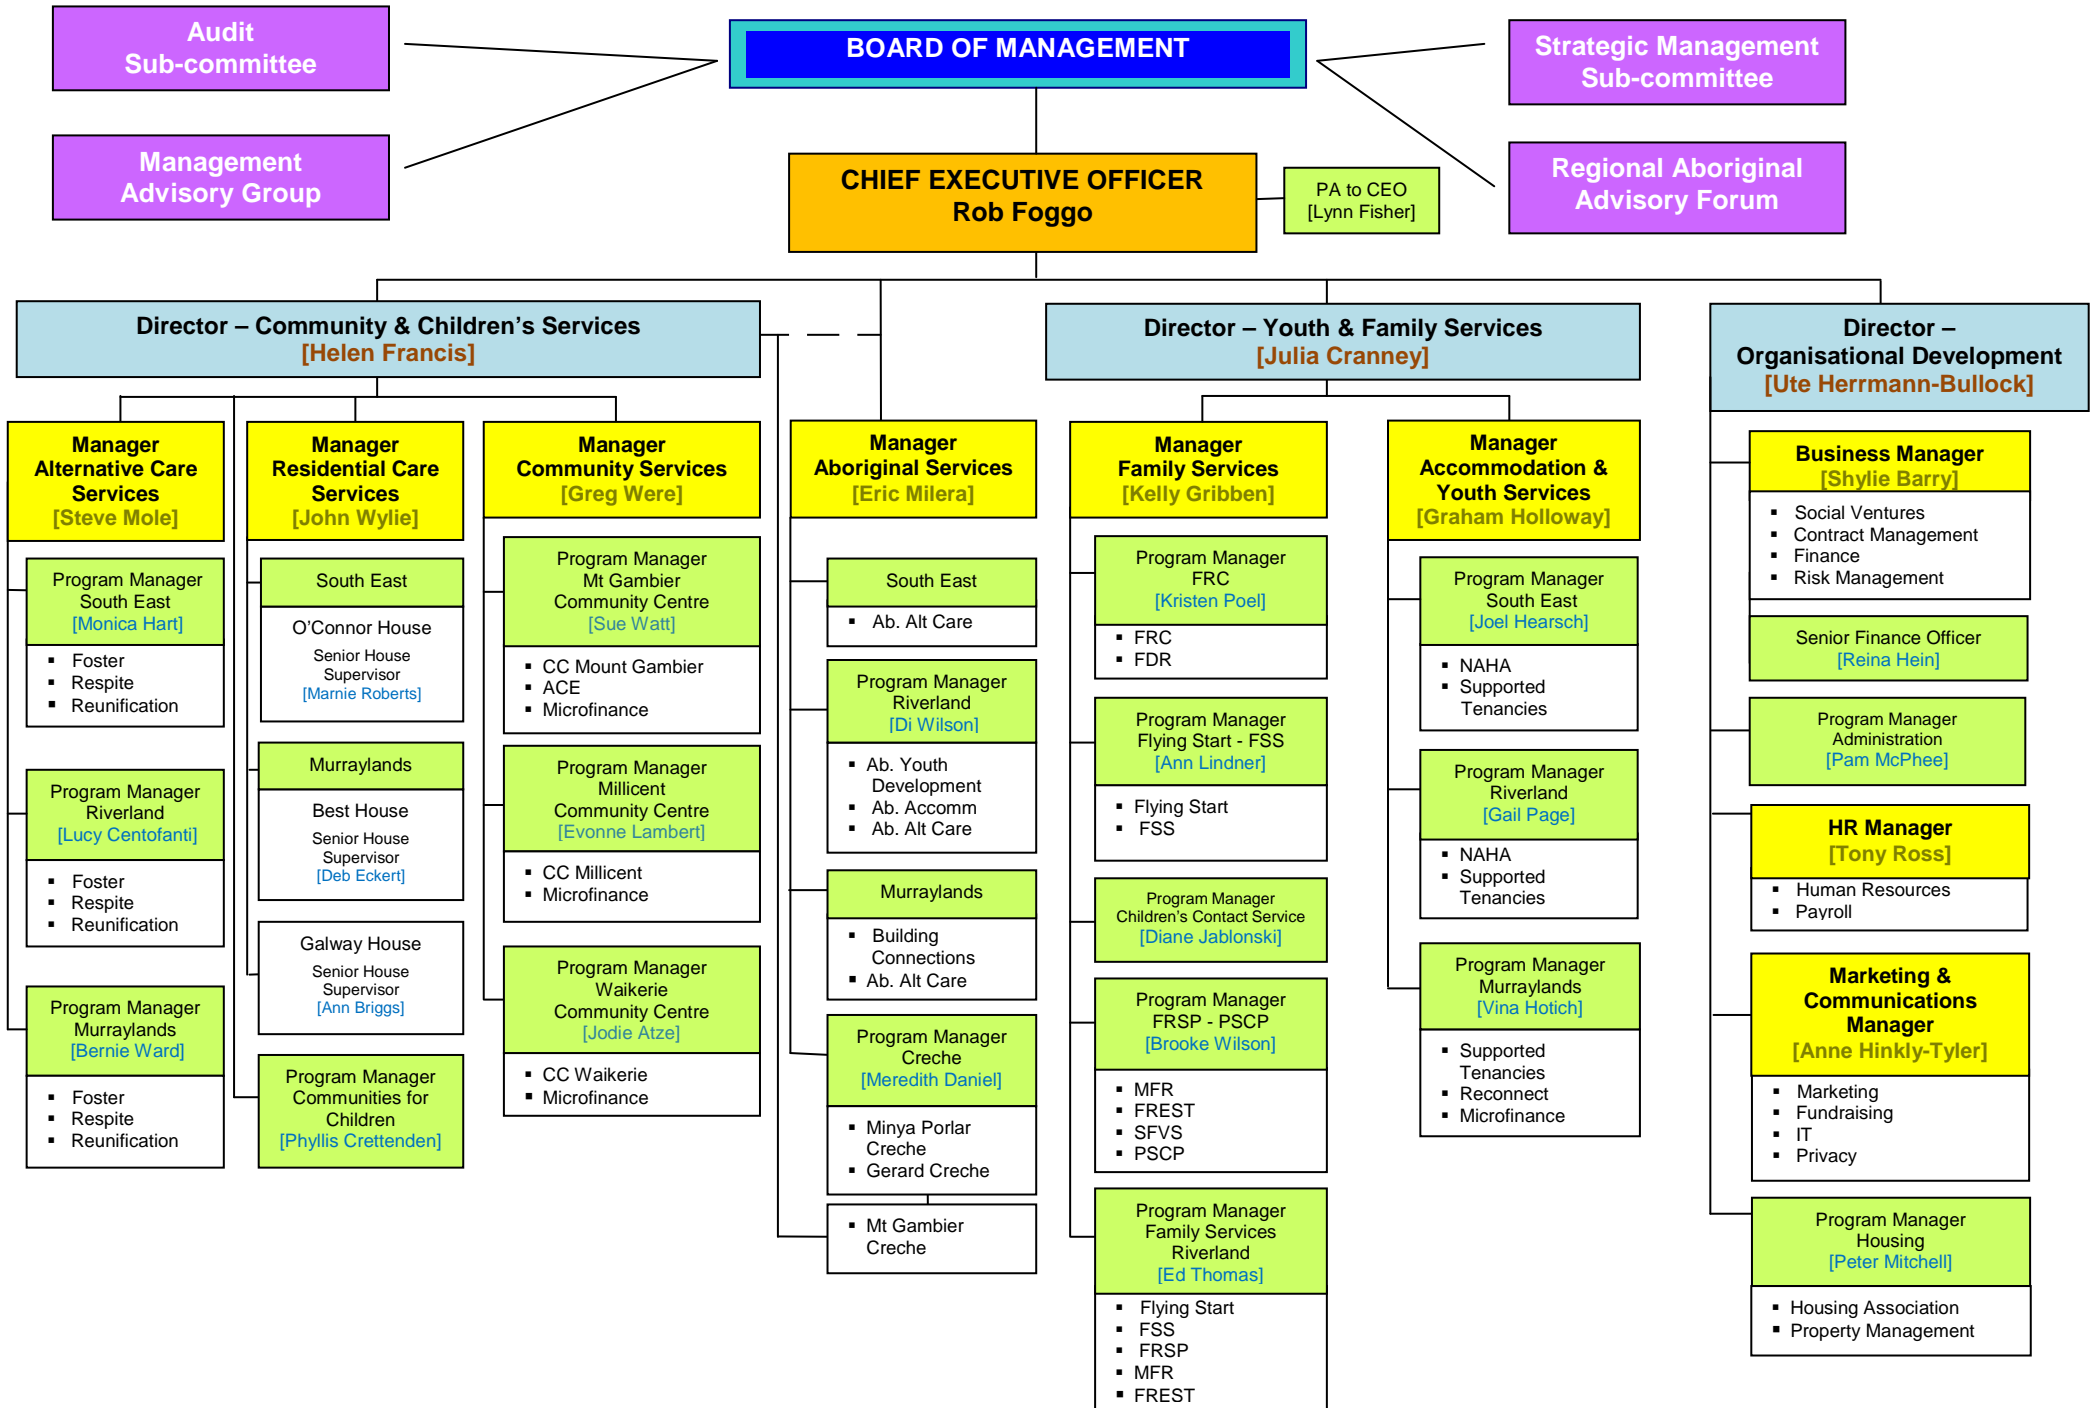 Audit
Sub-committee
BOARD OF MANAGEMENT
Strategic Management
Sub-committee
Management
Advisory Group
CHIEF EXECUTIVE OFFICER
Rob Foggo
PA to CEO
[Lynn Fisher]
Regional Aboriginal
Advisory Forum
Director – Community & Children's Services
[Helen Francis]
Director – Youth & Family Services
[Julia Cranney]
Director –
Organisational Development
[Ute Herrmann-Bullock]
Manager
Alternative Care
Services
[Steve Mole]
Program Manager
South East
[Monica Hart]
▪ Foster
▪ Respite
▪ Reunification
Program Manager
Riverland
[Lucy Centofanti]
▪ Foster
▪ Respite
▪ Reunification
Program Manager
Murraylands
[Bernie Ward]
▪ Foster
▪ Respite
▪ Reunification
Manager
Residential Care
Services
[John Wylie]
South East
O'Connor House
Senior House
Supervisor
[Marnie Roberts]
Murraylands
Best House
Senior House
Supervisor
[Deb Eckert]
Galway House
Senior House
Supervisor
[Ann Briggs]
Program Manager
Communities for
Children
[Phyllis Crettenden]
Manager
Community Services
[Greg Were]
Program Manager
Mt Gambier
Community Centre
[Sue Watt]
▪ CC Mount Gambier
▪ ACE
▪ Microfinance
Program Manager
Millicent
Community Centre
[Evonne Lambert]
▪ CC Millicent
▪ Microfinance
Program Manager
Waikerie
Community Centre
[Jodie Atze]
▪ CC Waikerie
▪ Microfinance
Manager
Aboriginal Services
[Eric Milera]
South East
▪ Ab. Alt Care
Program Manager
Riverland
[Di Wilson]
▪ Ab. Youth
Development
▪ Ab. Accomm
▪ Ab. Alt Care
Murraylands
▪ Building
Connections
▪ Ab. Alt Care
Program Manager
Creche
[Meredith Daniel]
▪ Minya Porlar
Creche
▪ Gerard Creche
▪ Mt Gambier
Creche
Manager
Family Services
[Kelly Gribben]
Program Manager
FRC
[Kristen Poel]
▪ FRC
▪ FDR
Program Manager
Flying Start - FSS
[Ann Lindner]
▪ Flying Start
▪ FSS
Program Manager
Children's Contact Service
[Diane Jablonski]
Program Manager
FRSP - PSCP
[Brooke Wilson]
▪ MFR
▪ FREST
▪ SFVS
▪ PSCP
Program Manager
Family Services
Riverland
[Ed Thomas]
▪ Flying Start
▪ FSS
▪ FRSP
▪ MFR
▪ FREST
Manager
Accommodation &
Youth Services
[Graham Holloway]
Program Manager
South East
[Joel Hearsch]
▪ NAHA
▪ Supported
Tenancies
Program Manager
Riverland
[Gail Page]
▪ NAHA
▪ Supported
Tenancies
Program Manager
Murraylands
[Vina Hotich]
▪ Supported
Tenancies
▪ Reconnect
▪ Microfinance
Business Manager
[Shylie Barry]
▪ Social Ventures
▪ Contract Management
▪ Finance
▪ Risk Management
Senior Finance Officer
[Reina Hein]
Program Manager
Administration
[Pam McPhee]
HR Manager
[Tony Ross]
▪ Human Resources
▪ Payroll
Marketing &
Communications
Manager
[Anne Hinkly-Tyler]
▪ Marketing
▪ Fundraising
▪ IT
▪ Privacy
Program Manager
Housing
[Peter Mitchell]
▪ Housing Association
▪ Property Management